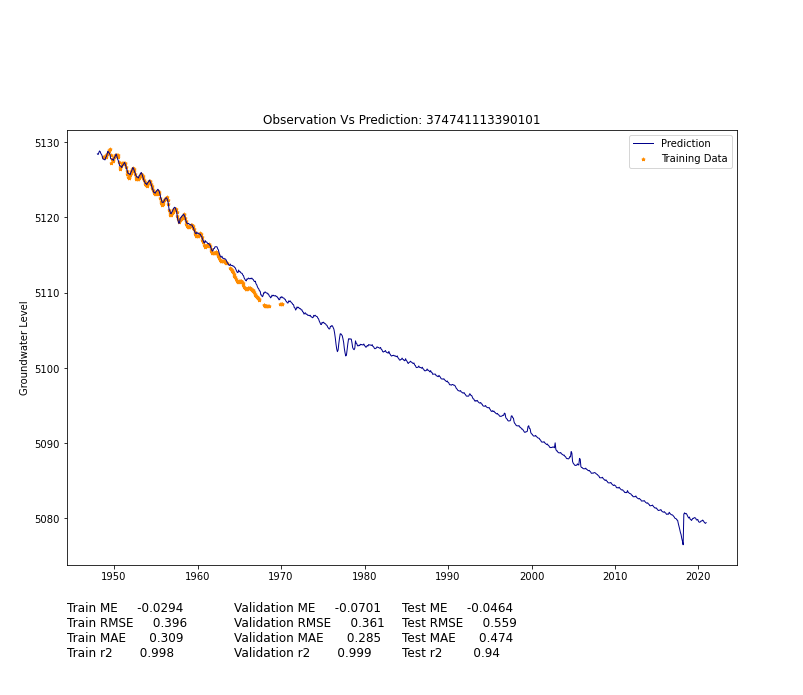 Observation Vs Prediction: 374741113390101
Prediction
Training Data
Groundwater Level
5130
5120
5110
5100
5090
5080
1950 1960 1970 1980 1990 2000 2010 2020
Train ME -0.0294 Validation ME -0.0701 Test ME -0.0464
Train RMSE 0.396 Validation RMSE 0.361 Test RMSE 0.559
Train MAE 0.309 Validation MAE 0.285 Test MAE 0.474
Train r2 0.998 Validation r2 0.999 Test r2 0.94